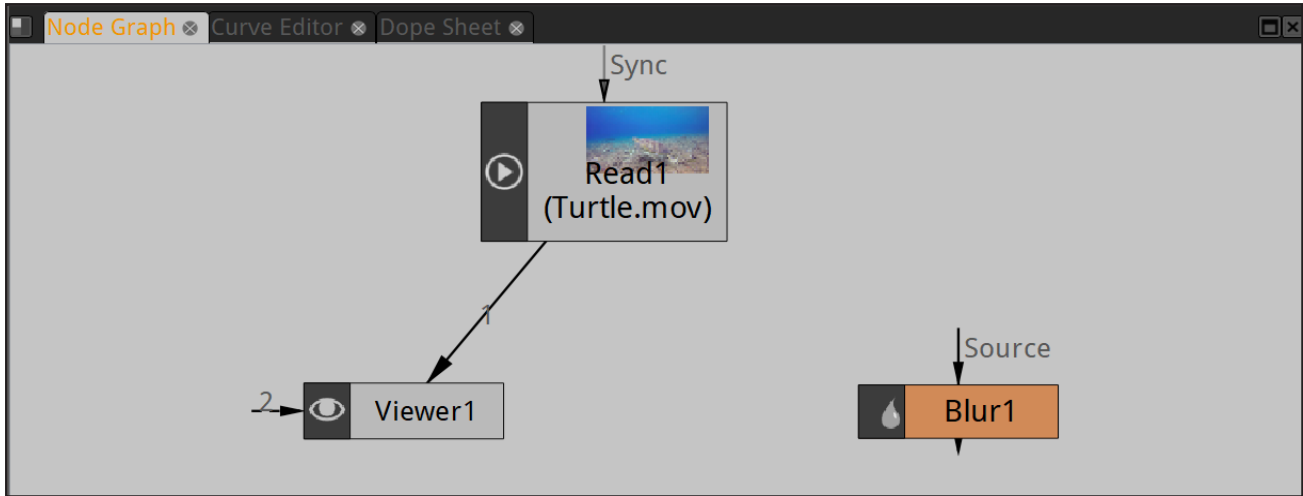 Node Graph
Curve Editor
Dope Sheet
Sync
Read1
(Turtle.mov)
1
Source
2
Viewer1
Blur1